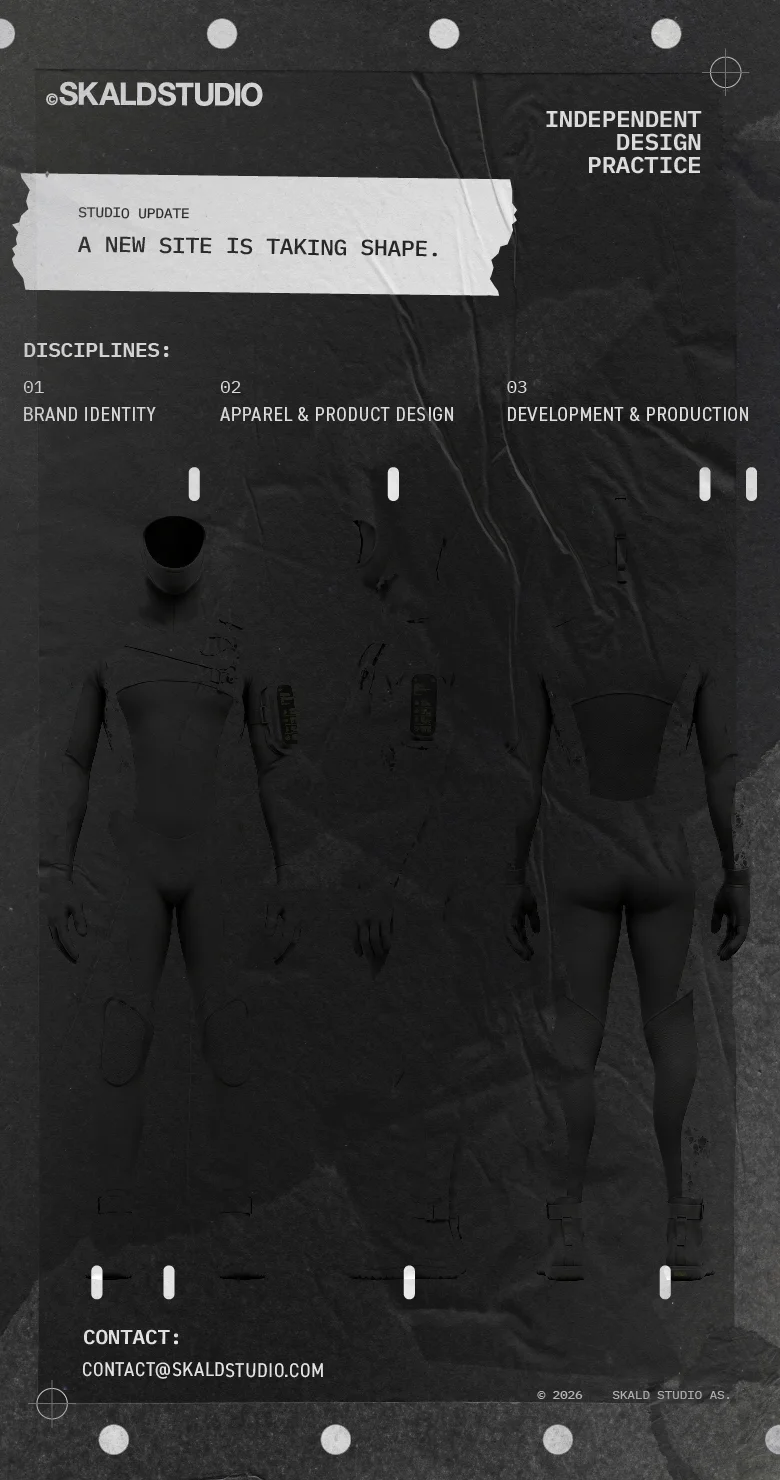 ©SKALDSTUDIO
INDEPENDENT
DESIGN
PRACTICE
STUDIO UPDATE
A NEW SITE IS TAKING SHAPE.
DISCIPLINES:
01
BRAND IDENTITY
02
APPAREL & PRODUCT DESIGN
03
DEVELOPMENT & PRODUCTION
CONTACT:
CONTACT@SKALDSTUDIO.COM
© 2026 SKALD STUDIO AS.